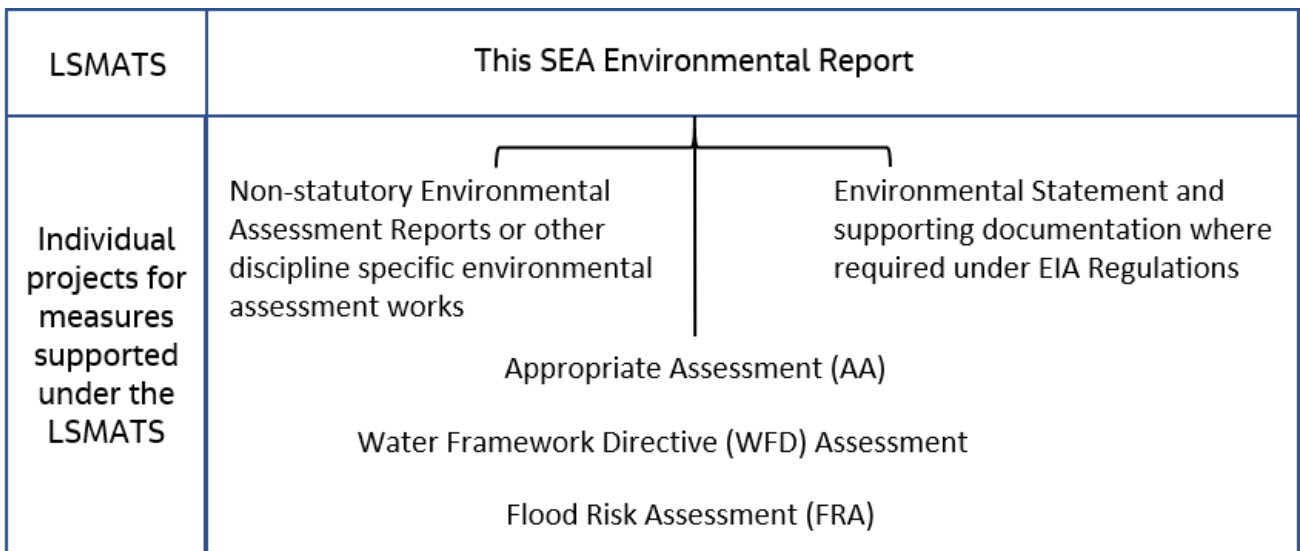 LSMATS
This SEA Environmental Report
Individual
projects for
measures
supported
under the
LSMATS
Non-statutory Environmental
Assessment Reports or other
discipline specific environmental
assessment works
Environmental Statement and
supporting documentation where
required under EIA Regulations
Appropriate Assessment (AA)
Water Framework Directive (WFD) Assessment
Flood Risk Assessment (FRA)